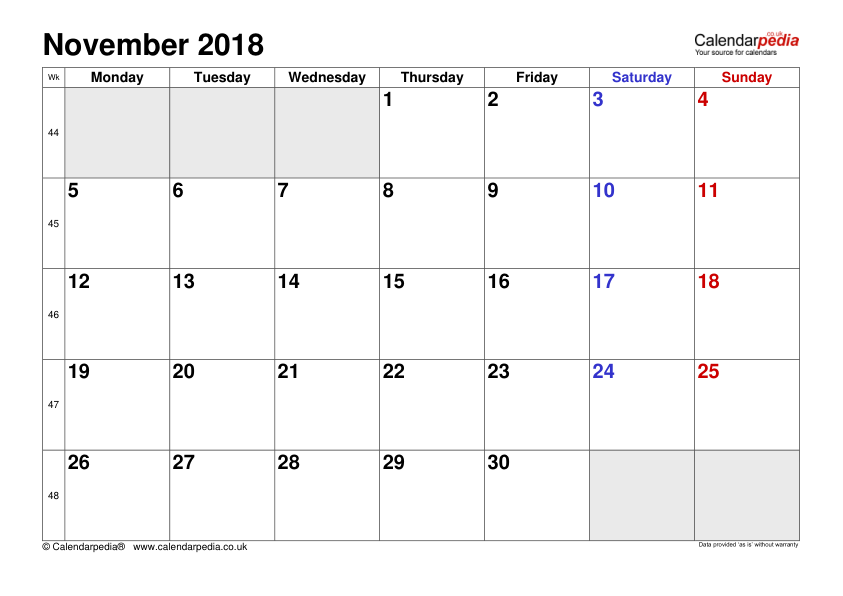 November 2018
Calendarpedia
co.uk
Your source for calendars
Wk Monday Tuesday Wednesday Thursday Friday Saturday Sunday
44 1 2 3 4
45 5 6 7 8 9 10 11
46 12 13 14 15 16 17 18
47 19 20 21 22 23 24 25
48 26 27 28 29 30
© Calendarpedia® www.calendarpedia.co.uk
Data provided 'as is' without warranty